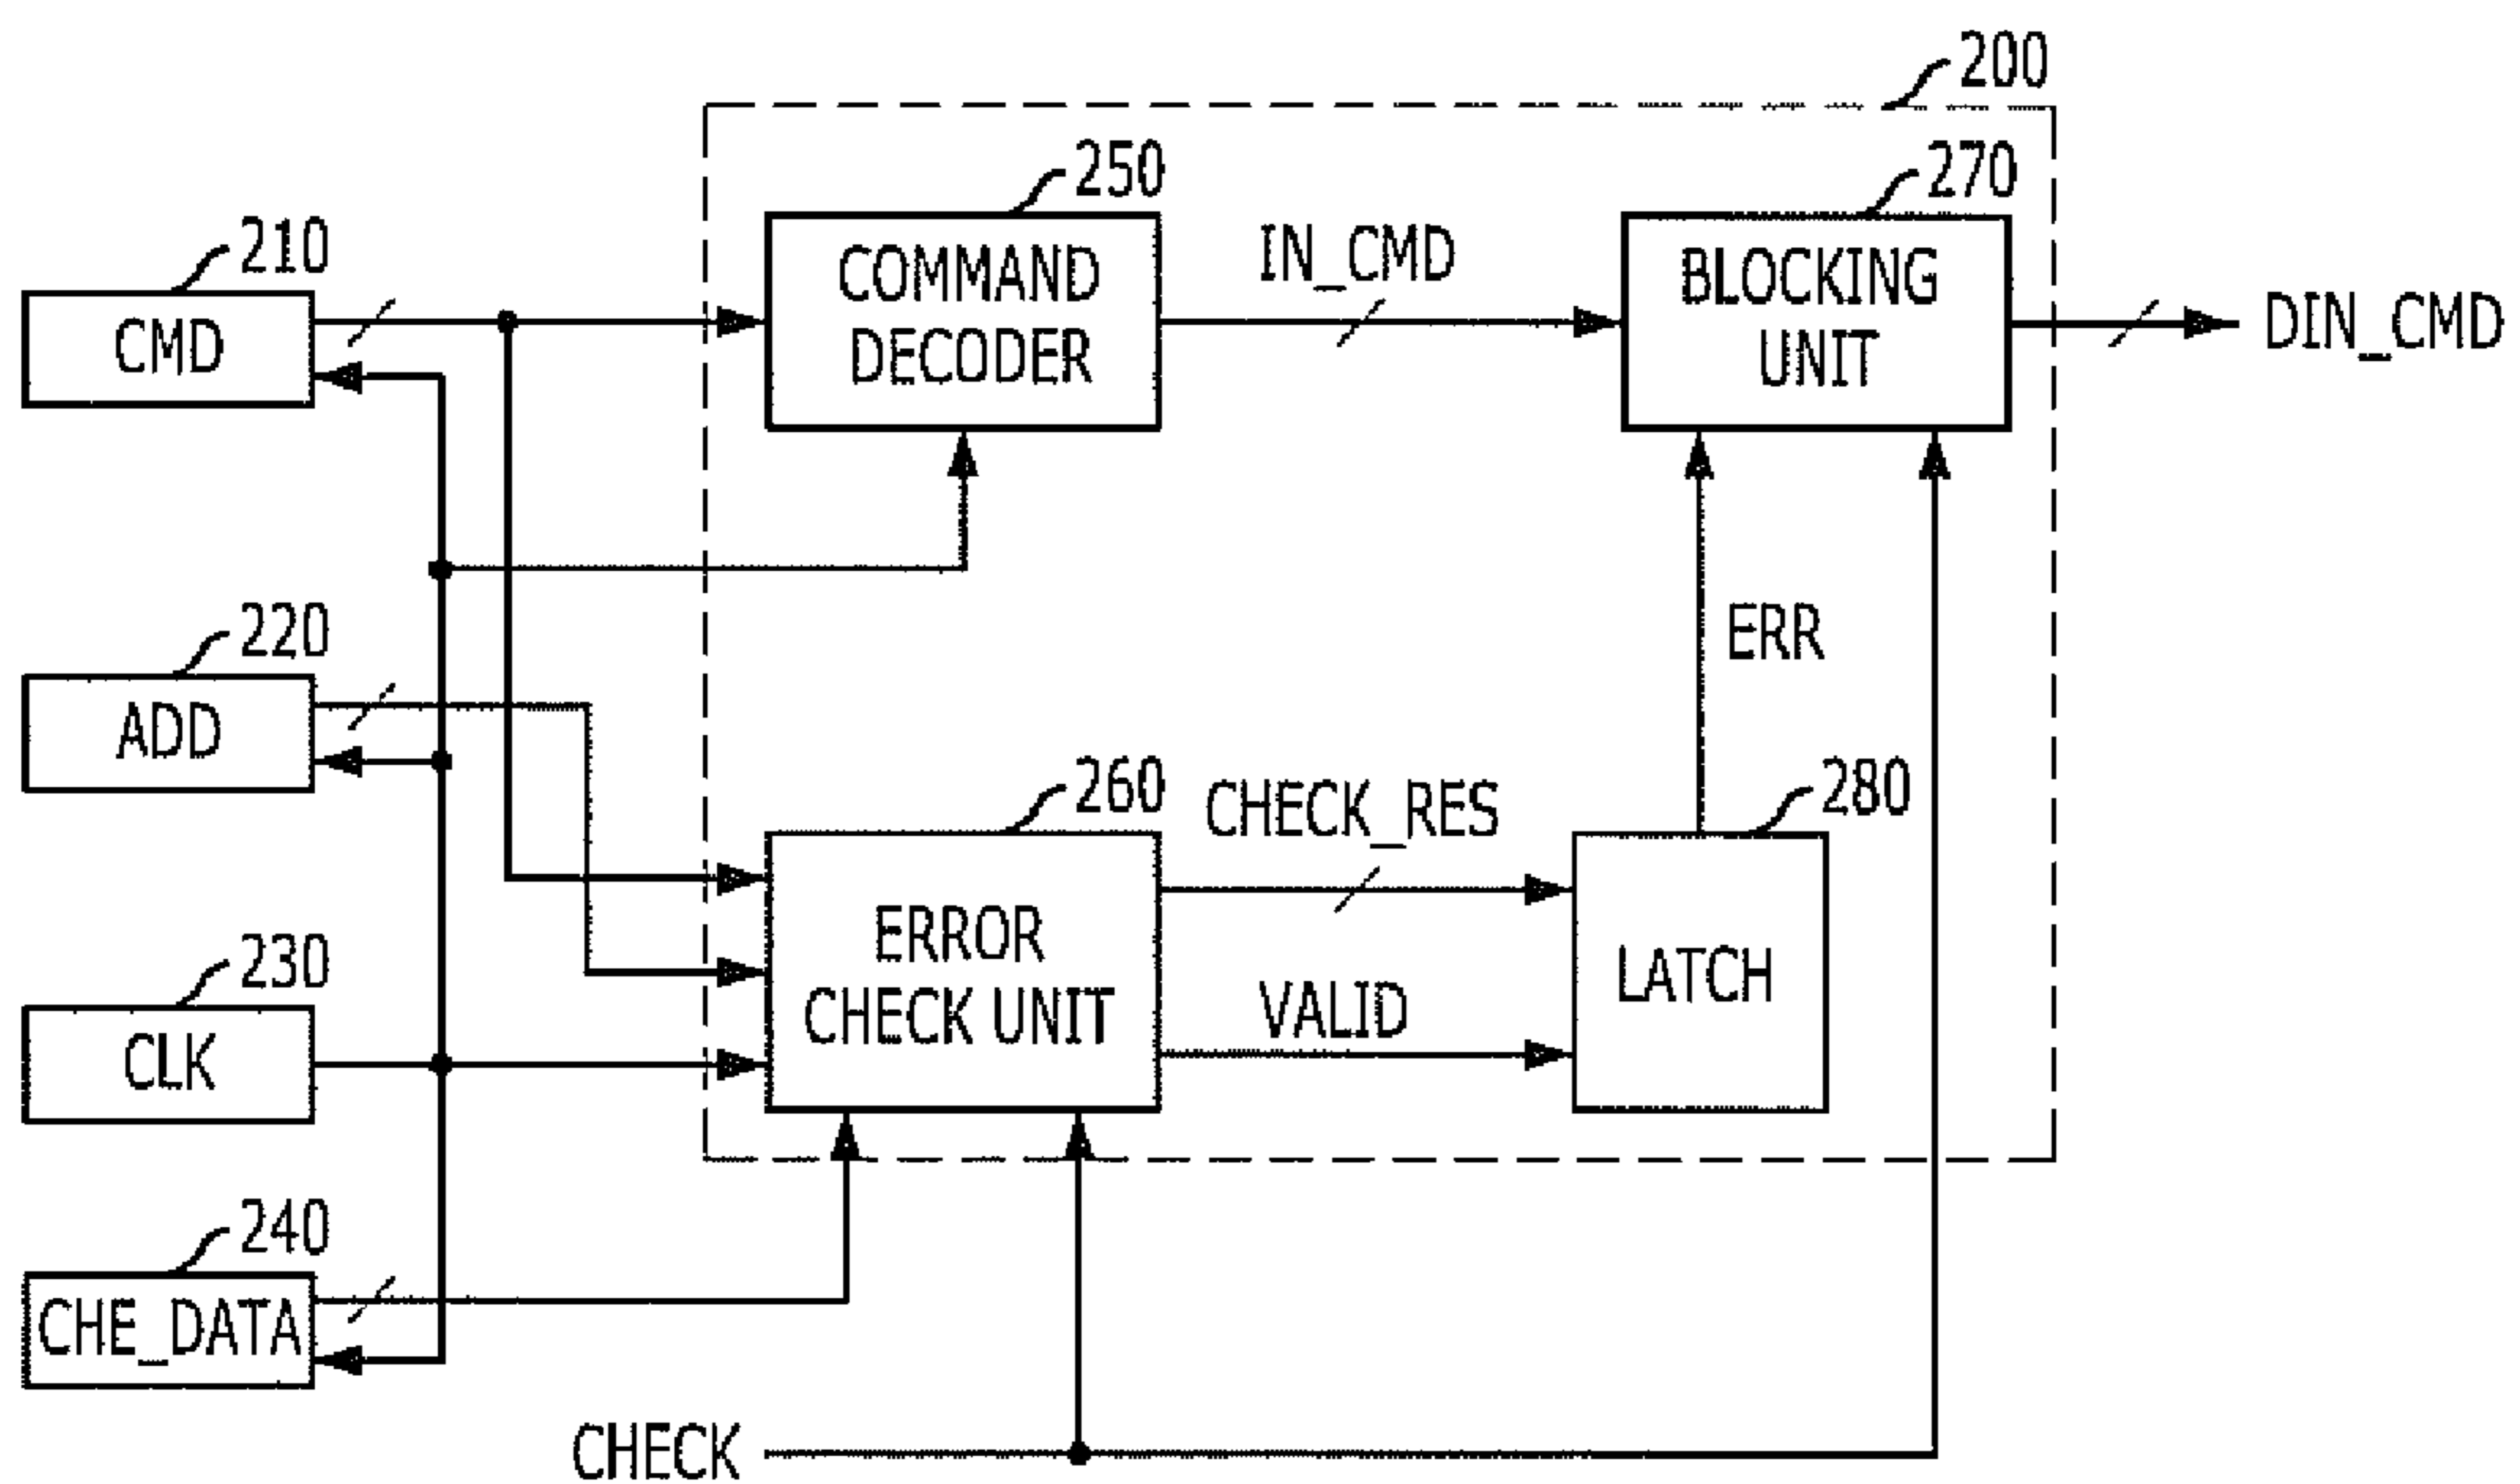 200
250
270
210
IN_CMD
COMMAND
DECODER
BLOCKING
UNIT
CMD
DIN_CMD
220
ERR
ADD
260
CHECK_RES
280
230
ERROR
CHECK UNIT
LATCH
VALID
CLK
240
CHE_DATA
CHECK